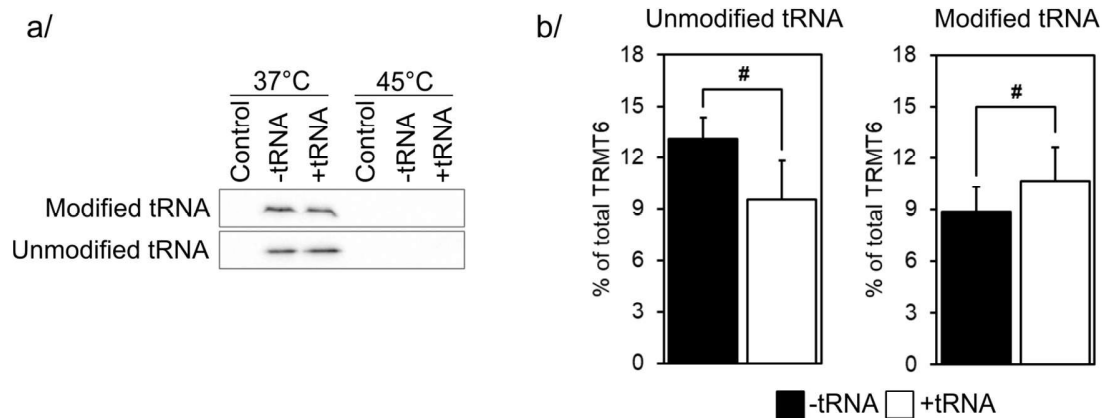 a/
37°C 45°C
Control -tRNA +tRNA Control -tRNA +tRNA
Modified tRNA
Unmodified tRNA
b/
Unmodified tRNA
% of total TRMT6
18
15
12
9
6
3
0
#
Modified tRNA
% of total TRMT6
18
15
12
9
6
3
0
#
-tRNA +tRNA